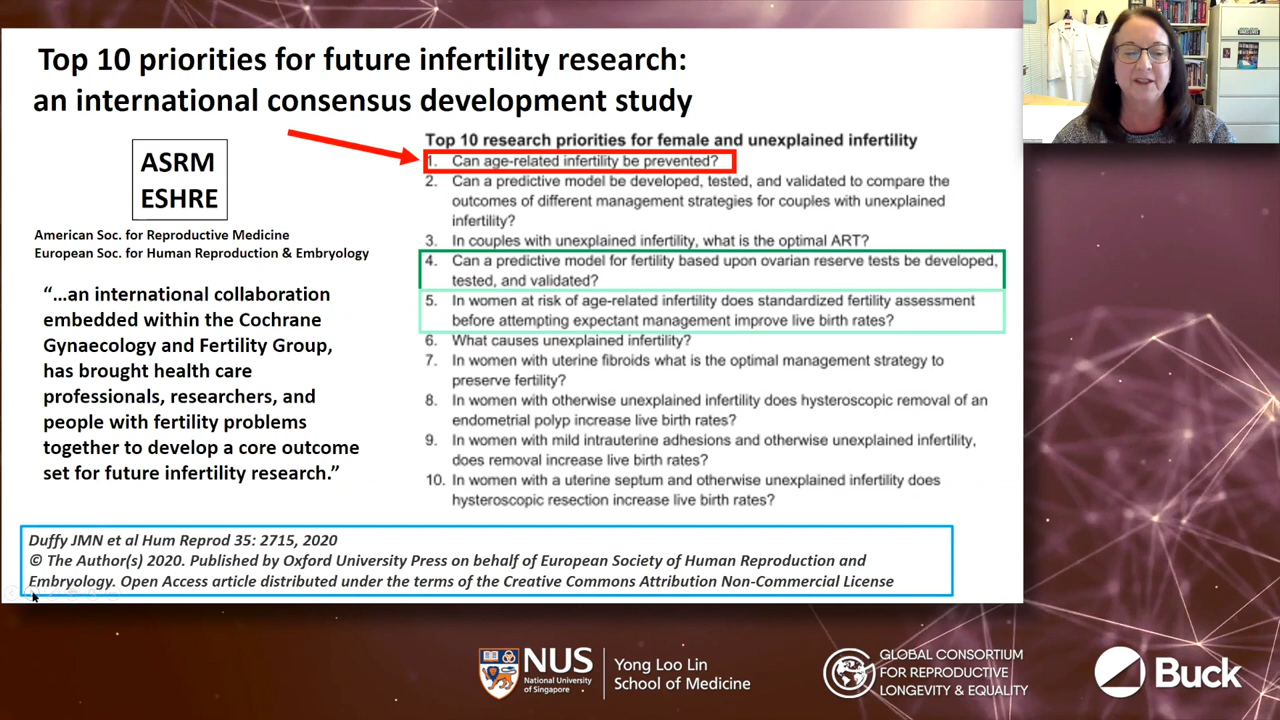 Top 10 priorities for future infertility research:
an international consensus development study
ASRM
ESHRE
American Soc. for Reproductive Medicine
European Soc. for Human Reproduction & Embryology
“…an international collaboration
embedded within the Cochrane
Gynaecology and Fertility Group,
has brought health care
professionals, researchers, and
people with fertility problems
together to develop a core outcome
set for future infertility research.”
Top 10 research priorities for female and unexplained infertility
1. Can age-related infertility be prevented?
2. Can a predictive model be developed, tested, and validated to compare the
outcomes of different management strategies for couples with unexplained
infertility?
3. In couples with unexplained infertility, what is the optimal ART?
4. Can a predictive model for fertility based upon ovarian reserve tests be developed,
tested, and validated?
5. In women at risk of age-related infertility does standardized fertility assessment
before attempting expectant management improve live birth rates?
6. What causes unexplained infertility?
7. In women with uterine fibroids what is the optimal management strategy to
preserve fertility?
8. In women with otherwise unexplained infertility does hysteroscopic removal of an
endometrial polyp increase live birth rates?
9. In women with mild intrauterine adhesions and otherwise unexplained infertility,
does removal increase live birth rates?
10. In women with a uterine septum and otherwise unexplained infertility does
hysteroscopic resection increase live birth rates?
Duffy JMN et al Hum Reprod 35: 2715, 2020
© The Author(s) 2020. Published by Oxford University Press on behalf of European Society of Human Reproduction and
Embryology. Open Access article distributed under the terms of the Creative Commons Attribution Non-Commercial License
NUS
National University
of Singapore
Yong Loo Lin
School of Medicine
GLOBAL CONSORTIUM
FOR REPRODUCTIVE
LONGEVITY & EQUALITY
Buck